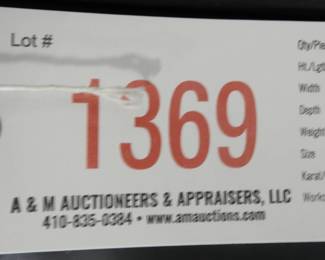 Lot #
1369
A & M AUCTIONEERS & APPRAISERS, LLC
410-835-0384 • www.amauctions.com
Qty/Pie
Ht./Lgt
Width
Depth
Weight
Size
Karat/
Works